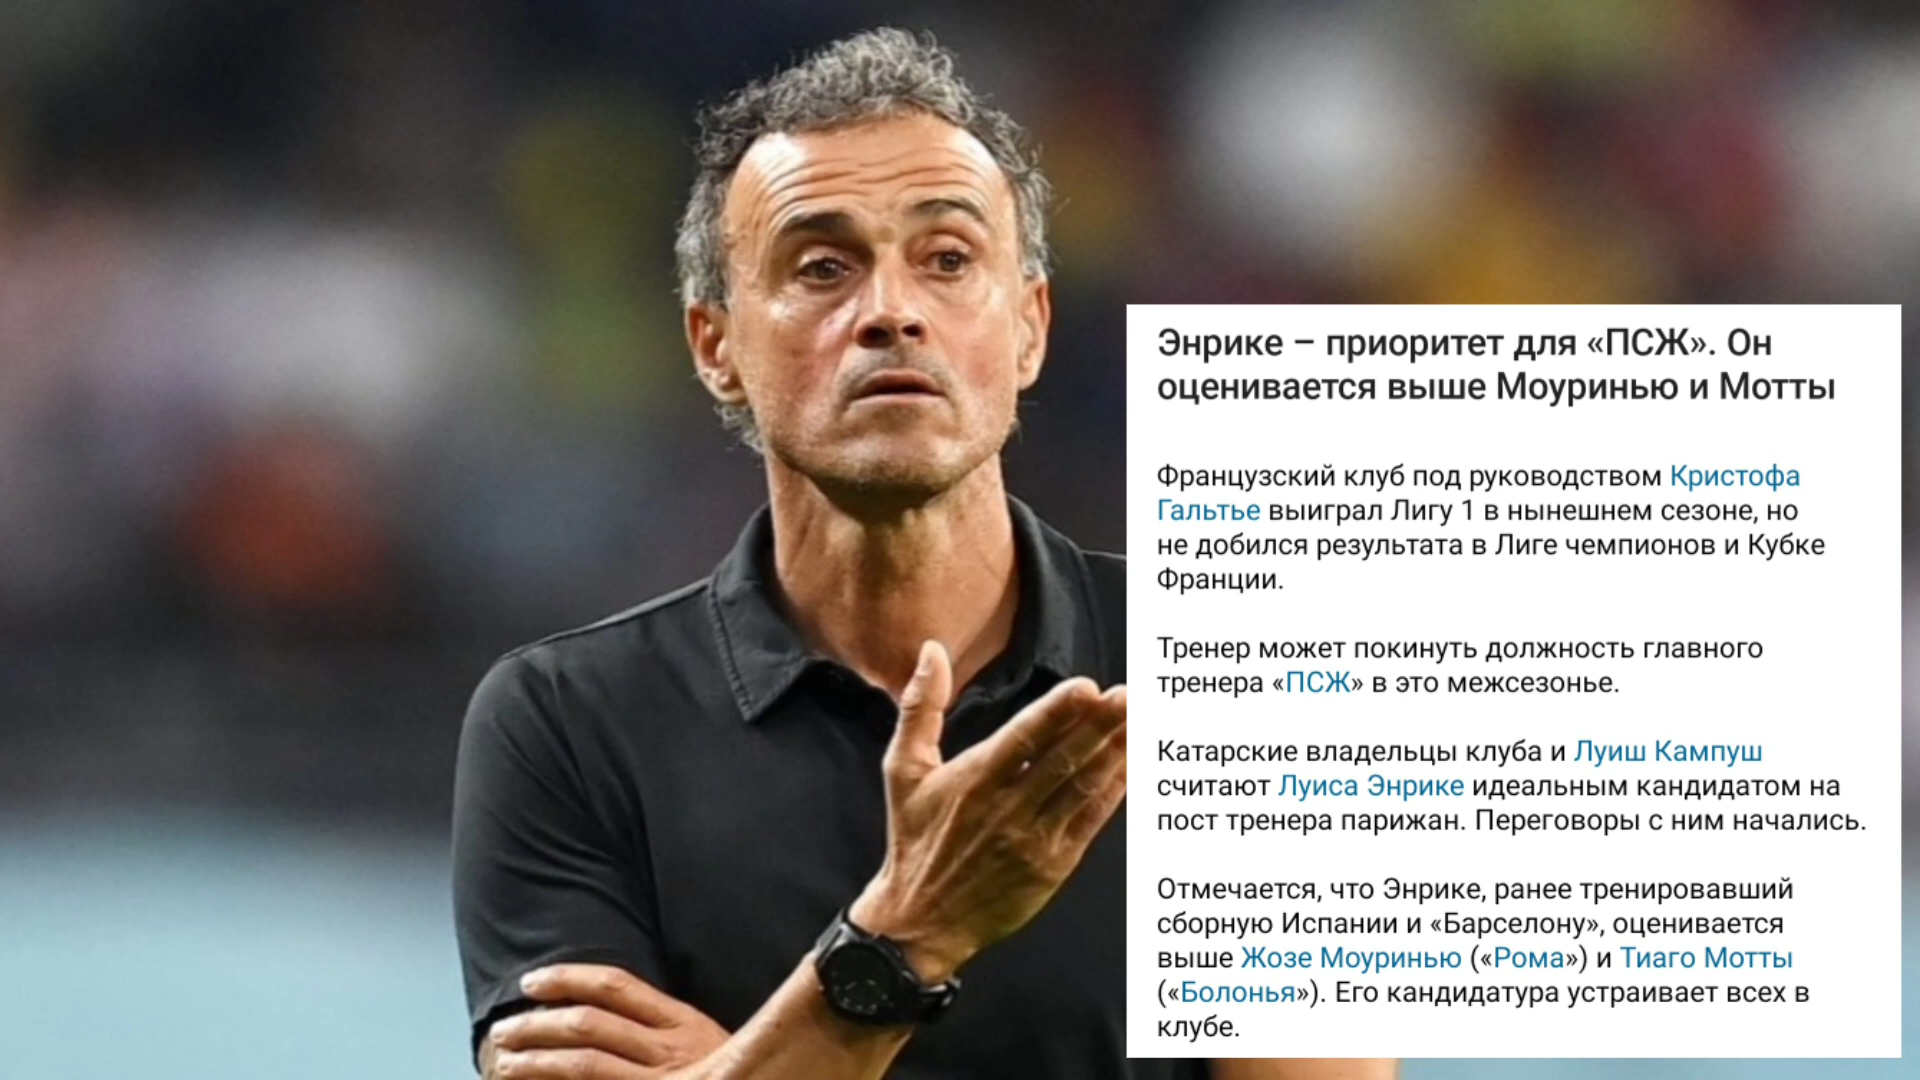 Энрике – приоритет для «ПСЖ». Он
оценивается выше Моуринью и Мотты
Французский клуб под руководством Кристофа
Гальтье выиграл Лигу 1 в нынешнем сезоне, но
не добился результата в Лиге чемпионов и Кубке
Франции.
Тренер может покинуть должность главного
тренера «ПСЖ» в это межсезонье.
Катарские владельцы клуба и Луиш Кампуш
считают Луиса Энрике идеальным кандидатом на
пост тренера парижан. Переговоры с ним начались.
Отмечается, что Энрике, ранее тренировавший
сборную Испании и «Барселону», оценивается
выше Жозе Моуринью («Рома») и Тиаго Мотты
(«Болонья»). Его кандидатура устраивает всех в
клубе.